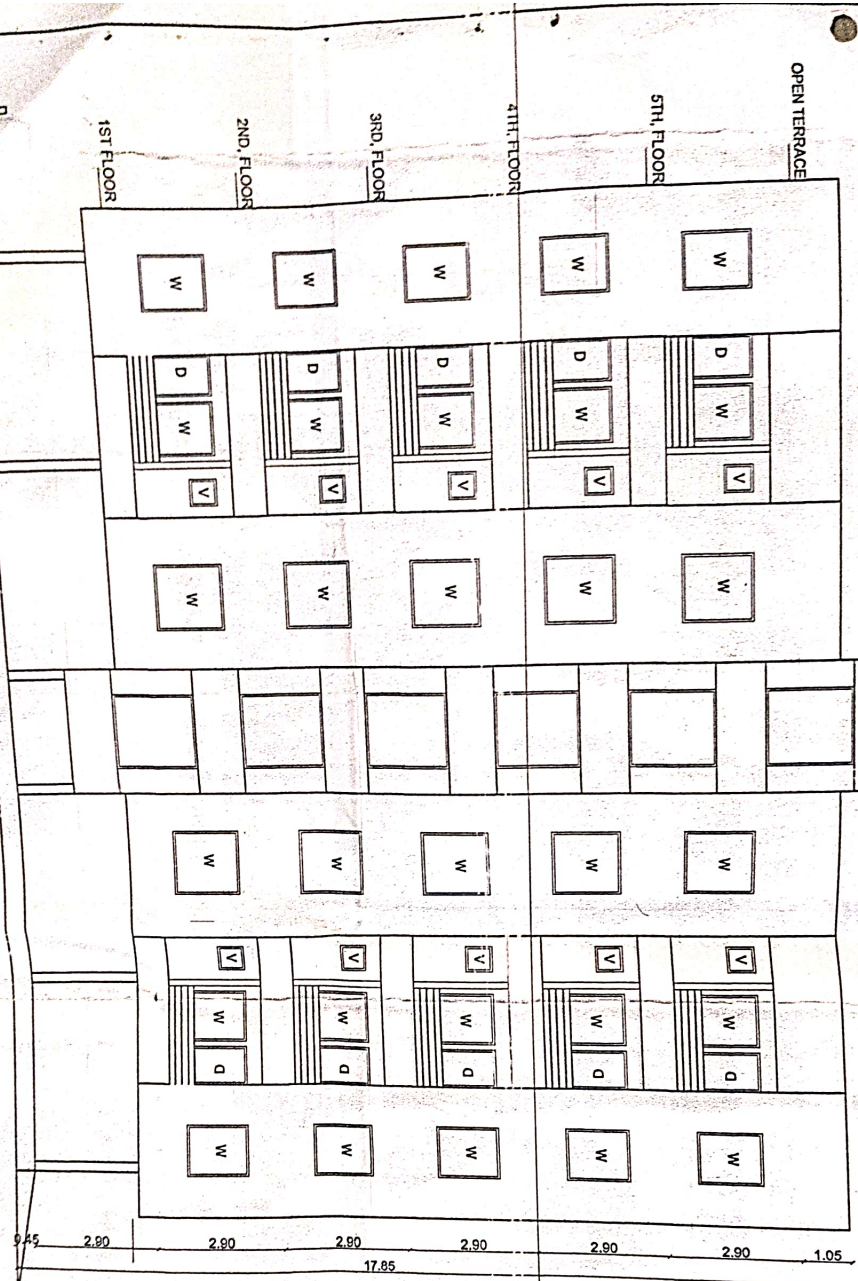 OPEN TERRACE
5TH, FLOOR
W D W V W W V W D W
4TH, FLOOR
W D W V W W V W D W
3RD, FLOOR
W D W V W W V W D W
2ND, FLOOR
W D W V W W V W D W
1ST FLOOR
W D W V W W V W D W
0.45 2.90 2.90 2.90 2.90 2.90 2.90 1.05
17.85